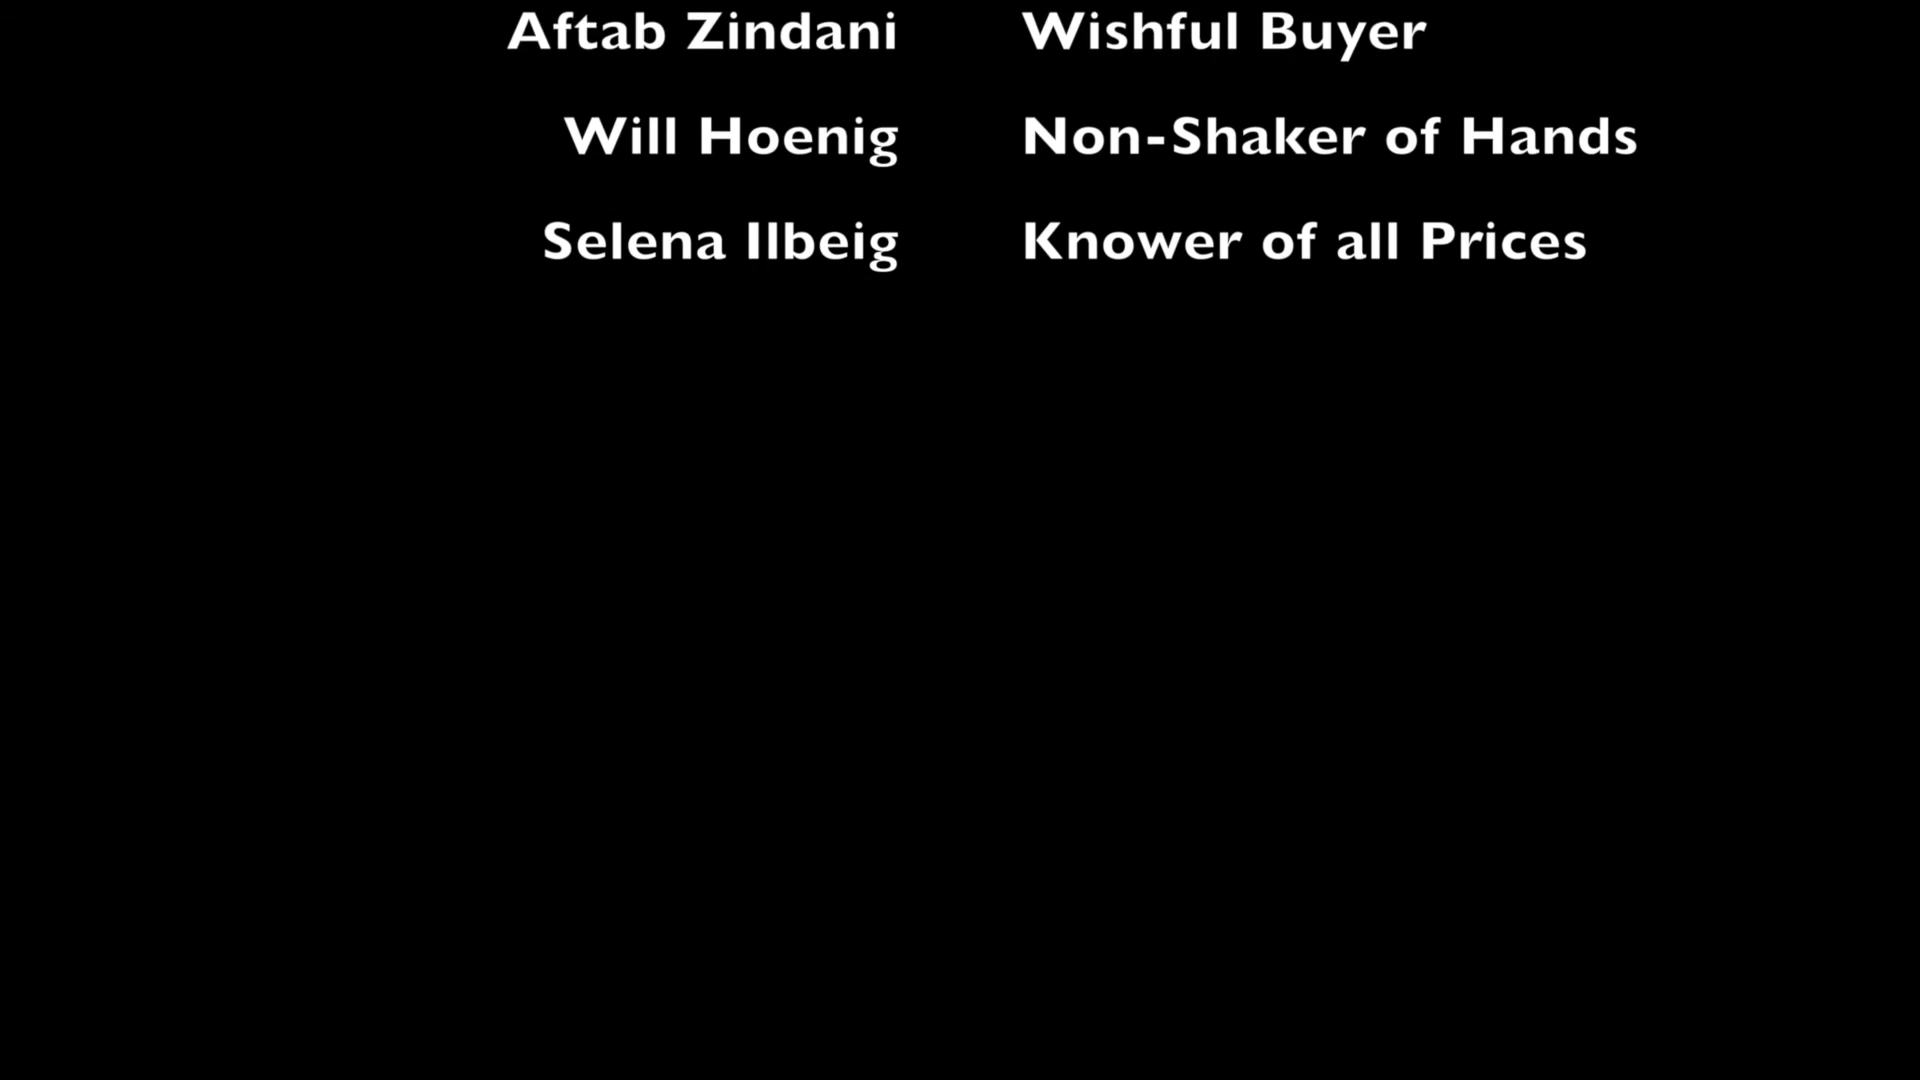 Aftab Zindani Wishful Buyer
Will Hoenig Non-Shaker of Hands
Selena Ilbeig Knower of all Prices